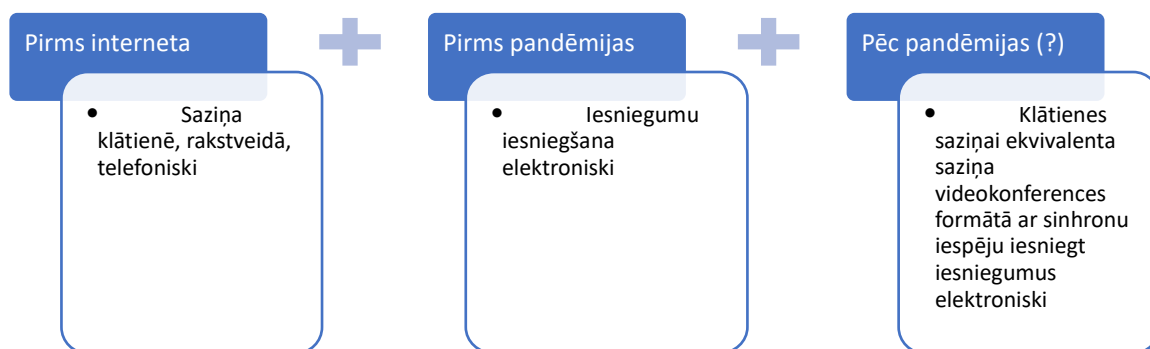 Pirms interneta
• Saziņa
klātienē, rakstveidā,
telefoniski
Pirms pandēmijas
• Iesniegumu
iesniegšana
elektroniski
Pēc pandēmijas (?)
• Klātienes
saziņai ekvivalenta
saziņa
videokonferences
formātā ar sinhronu
iespēju iesniegt
iesniegumus
elektroniski